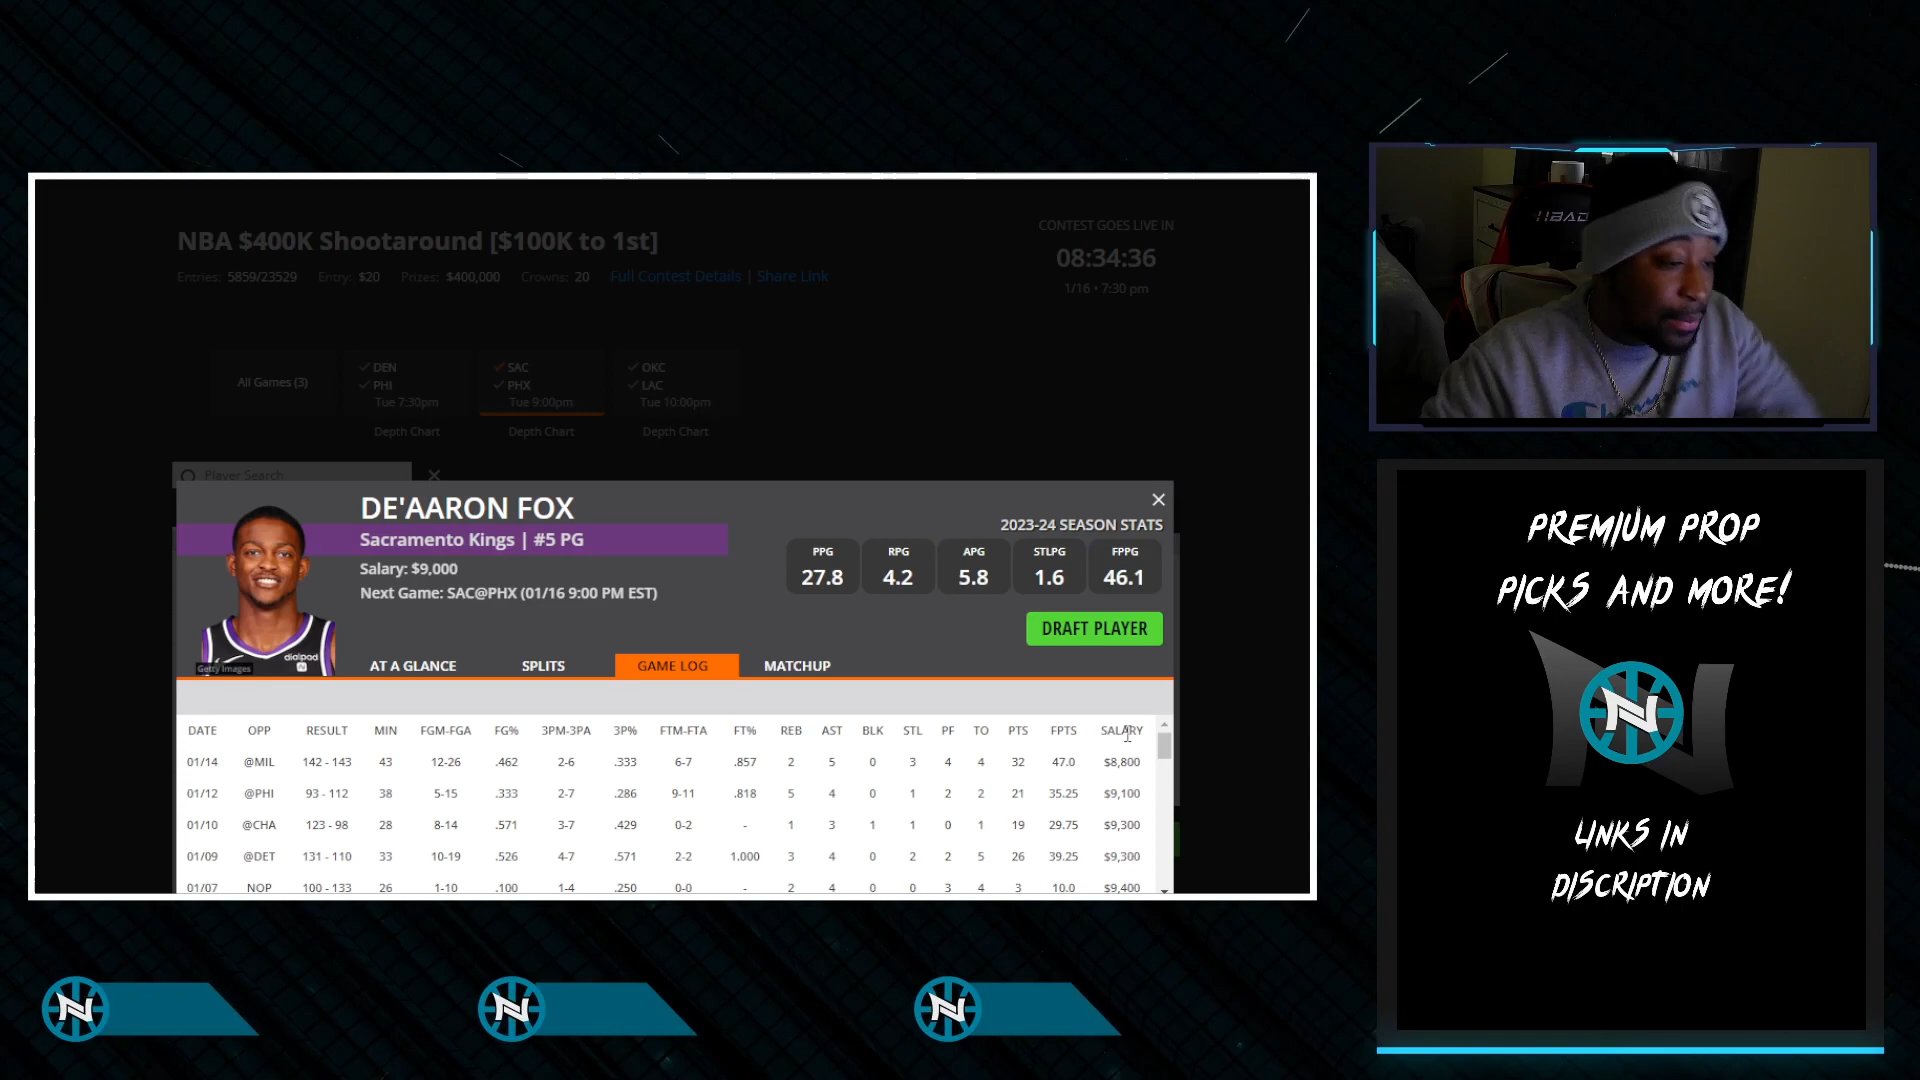 NBA $400K Shootaround [$100K to 1st]
Entries: 5859/23529 Entry: $20 Prizes: $400,000 Crowns: 20 Full Contest Details | Share Link
CONTEST GOES LIVE IN
08:34:36
1/16 • 7:30 pm
All Games (3)
DEN
PHI
Tue 7:30pm
SAC
PHX
Tue 9:00pm
OKC
LAC
Tue 10:00pm
Depth Chart Depth Chart Depth Chart
Player Search
DE'AARON FOX
Sacramento Kings | #5 PG
Salary: $9,000
Next Game: SAC@PHX (01/16 9:00 PM EST)
2023-24 SEASON STATS
PPG RPG APG STLPG FPPG
27.8 4.2 5.8 1.6 46.1
DRAFT PLAYER
dialpad
Getty Images
AT A GLANCE SPLITS GAME LOG MATCHUP
DATE OPP RESULT MIN FGM-FGA FG% 3PM-3PA 3P% FTM-FTA FT% REB AST BLK STL PF TO PTS FPTS SALARY
01/14 @MIL 142 - 143 43 12-26 .462 2-6 .333 6-7 .857 2 5 0 3 4 4 32 47.0 $8,800
01/12 @PHI 93 - 112 38 5-15 .333 2-7 .286 9-11 .818 5 4 0 1 2 2 21 35.25 $9,100
01/10 @CHA 123 - 98 28 8-14 .571 3-7 .429 0-2 - 1 3 1 1 0 1 19 29.75 $9,300
01/09 @DET 131 - 110 33 10-19 .526 4-7 .571 2-2 1.000 3 4 0 2 2 5 26 39.25 $9,300
01/07 NOP 100 - 133 26 1-10 .100 1-4 .250 0-0 - 2 4 0 0 3 4 3 10.0 $9,400
PREMIUM PROP
PICKS AND MORE!
N
LINKS IN
DISCRIPTION
N N N